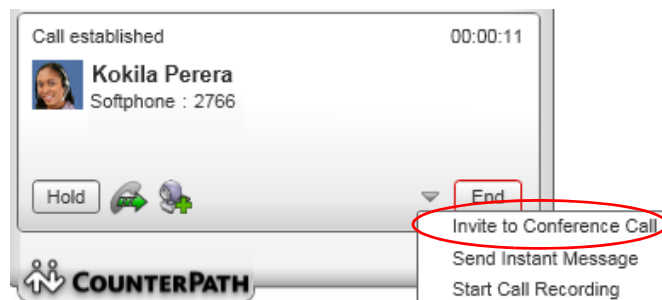 Call established 00:00:11
Kokila Perera
Softphone : 2766
Hold End
Invite to Conference Call
Send Instant Message
COUNTERPATH
Start Call Recording